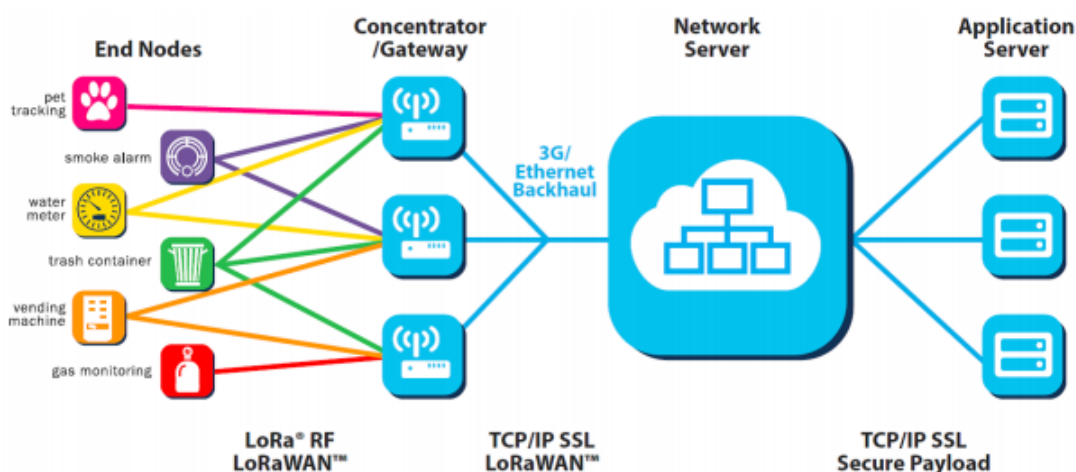 End Nodes
Concentrator
/Gateway
Network
Server
Application
Server
pet
tracking
smoke alarm
water
meter
trash container
vending
machine
gas monitoring
3G/
Ethernet
Backhaul
LoRa® RF
LoRaWAN™
TCP/IP SSL
LoRaWAN™
TCP/IP SSL
Secure Payload